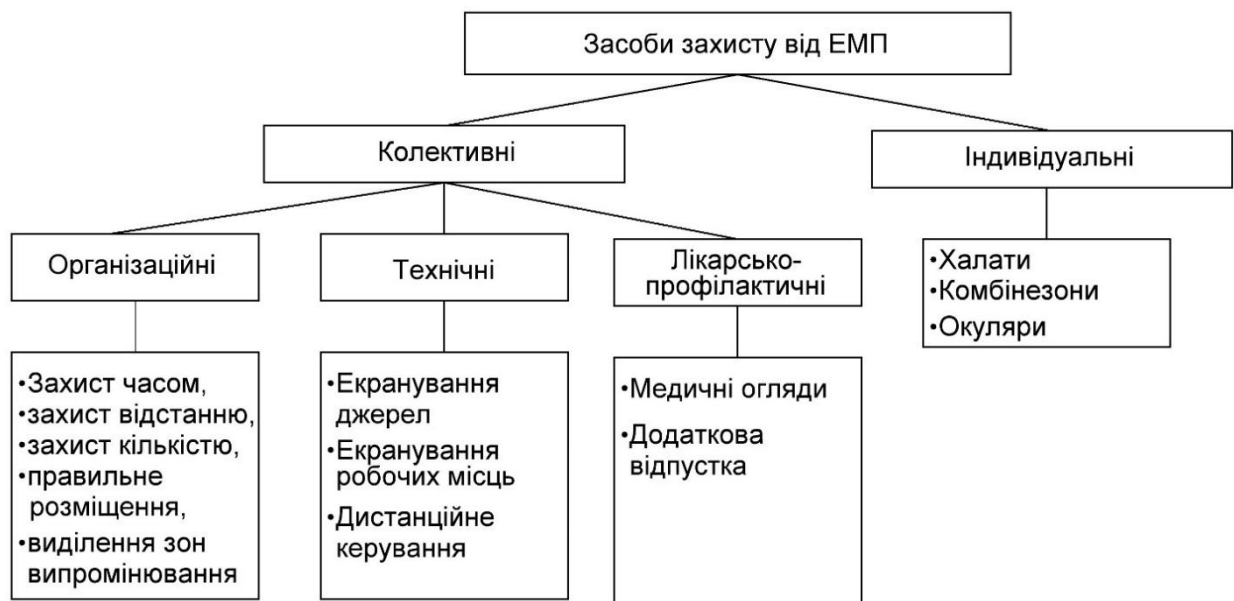 Засоби захисту від ЕМП
Колективні
Індивідуальні
Організаційні
Технічні
Лікарсько-
профілактичні
•Халати
•Комбінезони
•Окуляри
•Захист часом,
•захист відстанню,
•захист кількістю,
•правильне
розміщення,
•виділення зон
випромінювання
•Екранування
джерел
•Екранування
робочих місць
•Дистанційне
керування
•Медичні огляди
•Додаткова
відпустка